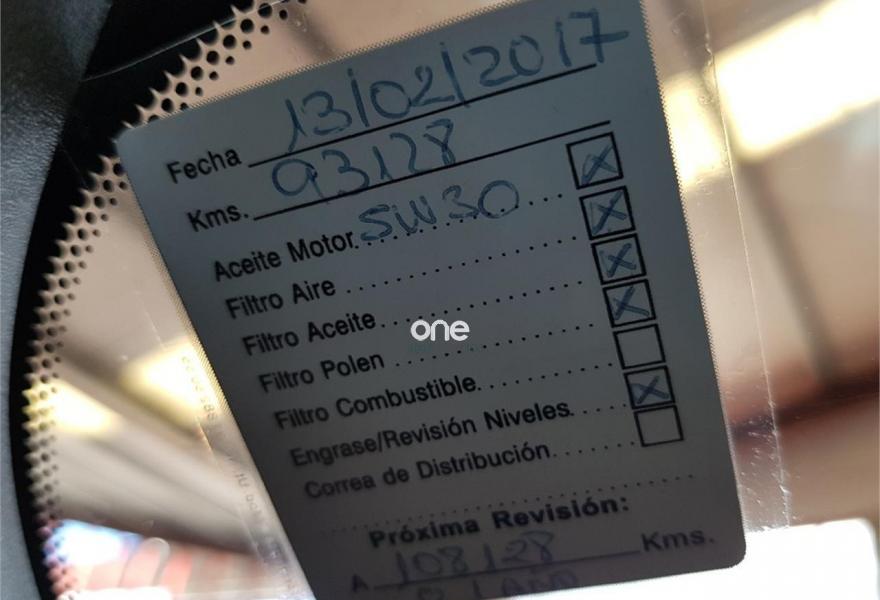 Fecha 13/02/2017
Kms. 93128
Aceite Motor 5W30
Filtro Aire
Filtro Aceite
Filtro Polen
Filtro Combustible
Engrase/Revisión Niveles
Correa de Distribución
Próxima Revisión:
A 108128 Kms.
one